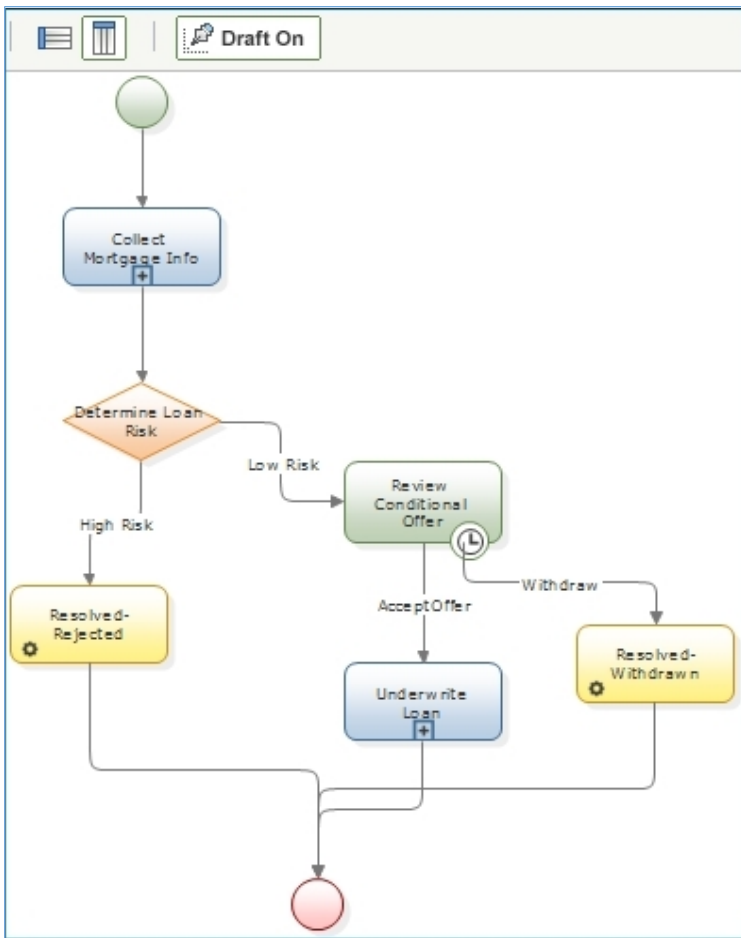 Draft On
Collect
Mortgage Info
Determine Loan
Risk
Low Risk
Review
Conditional
Offer
High Risk
Withdraw
AcceptOffer
Resolved-
Rejected
Resolved-
Withdrawn
Underwrite
Loan